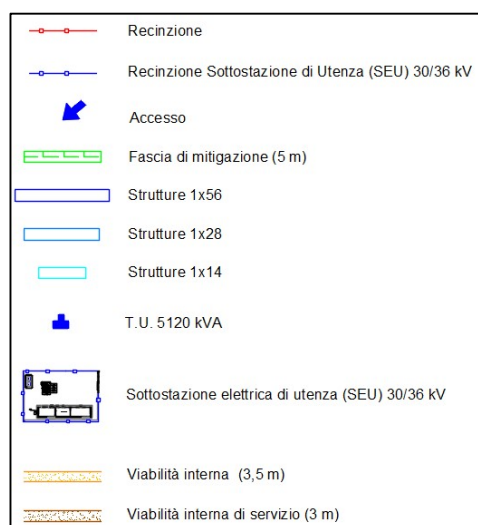 Recinzione
Recinzione Sottostazione di Utenza (SEU) 30/36 kV
Accesso
Fascia di mitigazione (5 m)
Strutture 1x56
Strutture 1x28
Strutture 1x14
T.U. 5120 kVA
Sottostazione elettrica di utenza (SEU) 30/36 kV
Viabilità interna (3,5 m)
Viabilità interna di servizio (3 m)